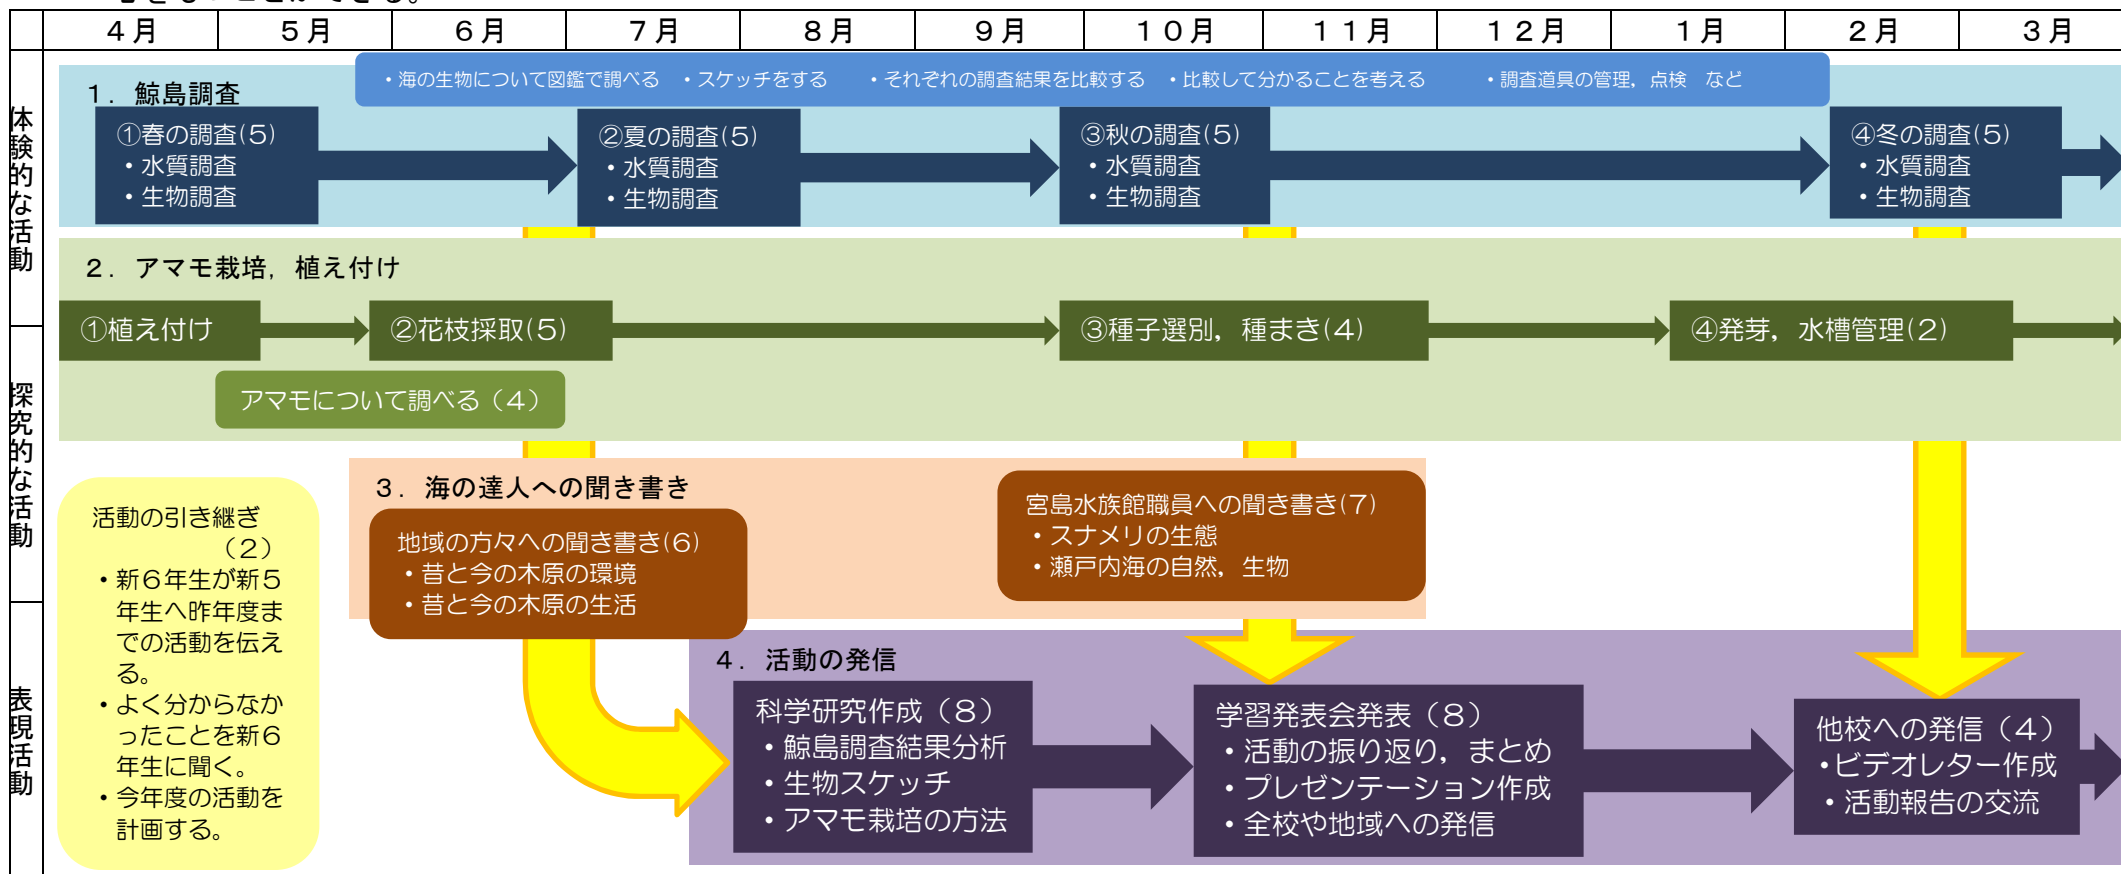 4月 5月 6月 7月 8月 9月 10月 11月 12月 1月 2月 3月
体験的な活動
探究的な活動
表現活動
・海の生物について図鑑で調べる ・スケッチをする ・それぞれの調査結果を比較する ・比較して分かることを考える ・調査道具の管理，点検 など
1．鯨島調査
①春の調査(5)
・水質調査
・生物調査
②夏の調査(5)
・水質調査
・生物調査
③秋の調査(5)
・水質調査
・生物調査
④冬の調査(5)
・水質調査
・生物調査
2．アマモ栽培，植え付け
①植え付け
②花枝採取(5)
③種子選別，種まき(4)
④発芽，水槽管理(2)
アマモについて調べる（4）
活動の引き継ぎ
（2）
・新6年生が新5
年生へ昨年度ま
での活動を伝え
る。
・よく分からなか
ったことを新6
年生に聞く。
・今年度の活動を
計画する。
3．海の達人への聞き書き
地域の方々への聞き書き(6)
・昔と今の木原の環境
・昔と今の木原の生活
宮島水族館職員への聞き書き(7)
・スナメリの生態
・瀬戸内海の自然，生物
4．活動の発信
科学研究作成（8）
・鯨島調査結果分析
・生物スケッチ
・アマモ栽培の方法
学習発表会発表（8）
・活動の振り返り，まとめ
・プレゼンテーション作成
・全校や地域への発信
他校への発信（4）
・ビデオレター作成
・活動報告の交流